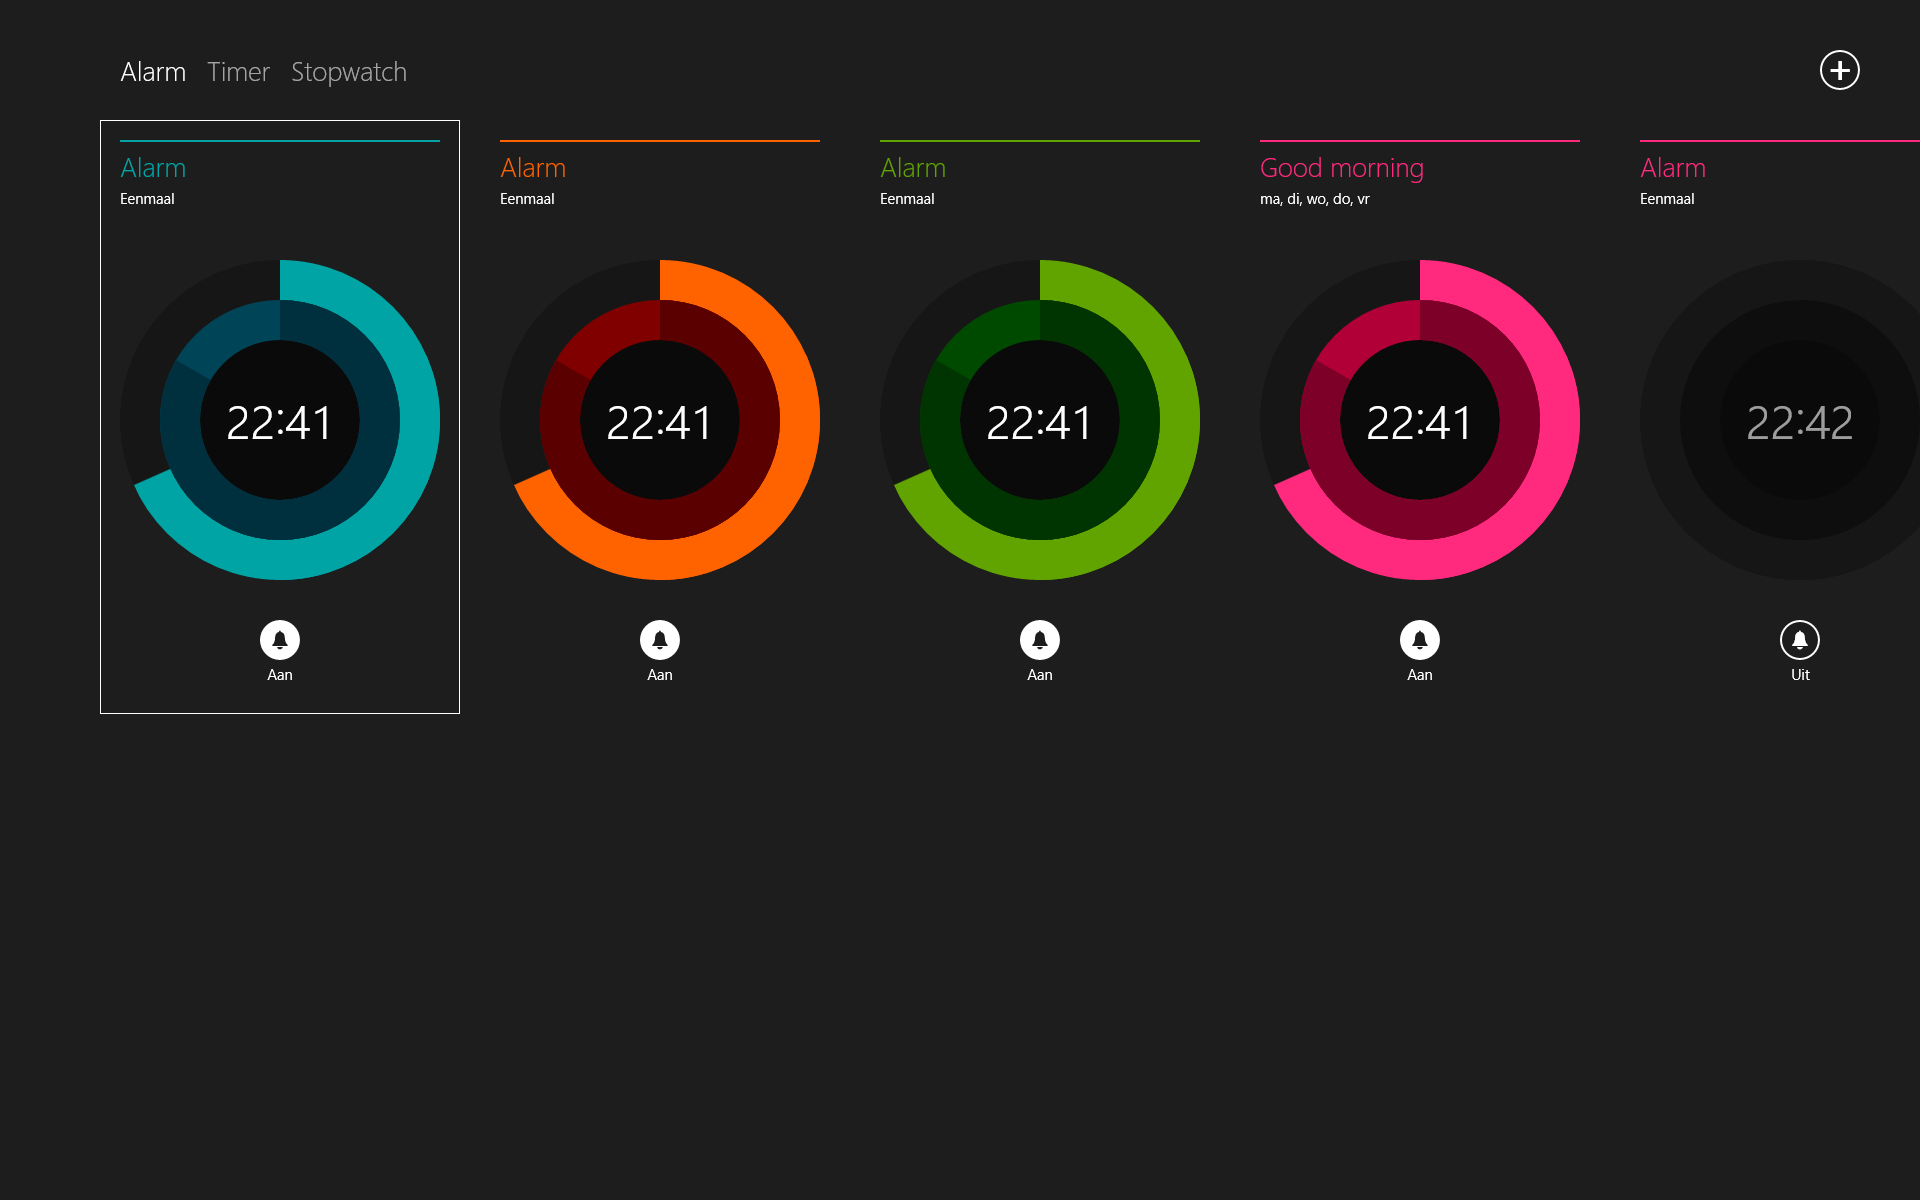 Alarm Timer Stopwatch
Alarm
Eenmaal
22:41
Aan
Alarm
Eenmaal
22:41
Aan
Alarm
Eenmaal
22:41
Aan
Good morning
ma, di, wo, do, vr
22:41
Aan
Alarm
Eenmaal
22:42
Uit